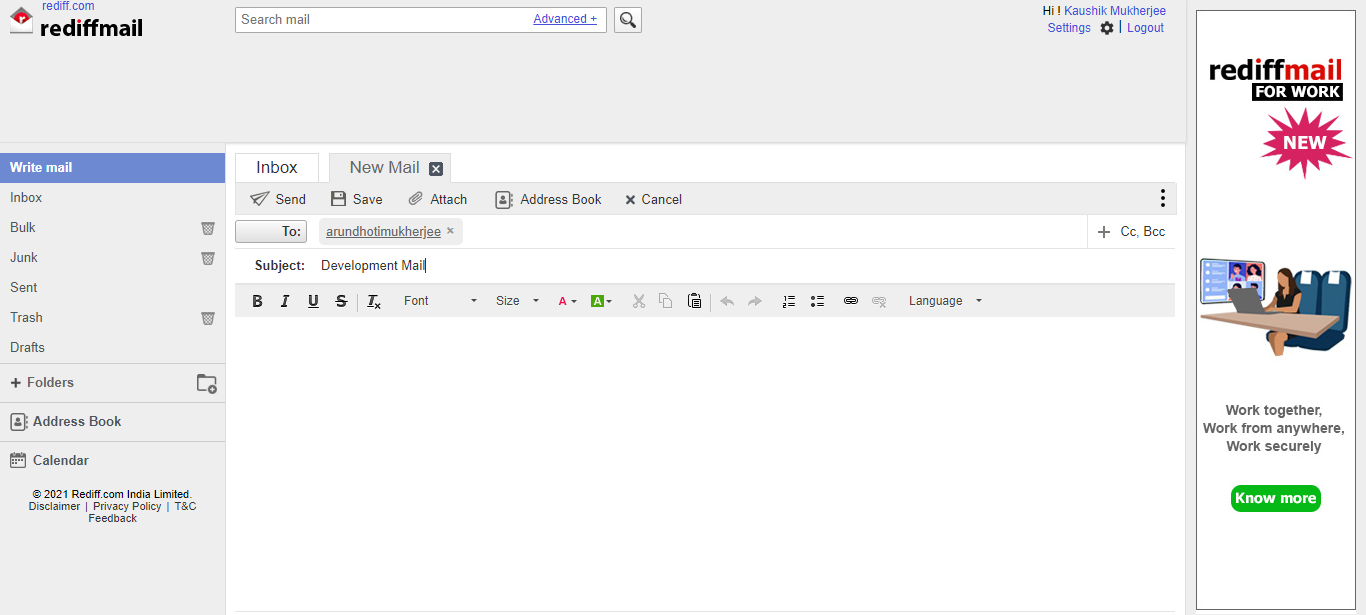 rediff.com
rediffmail
Search mail Advanced +
Hi ! Kaushik Mukherjee
Settings | Logout
Write mail
Inbox
Bulk
Junk
Sent
Trash
Drafts
+ Folders
Address Book
Calendar
© 2021 Rediff.com India Limited.
Disclaimer | Privacy Policy | T&C
Feedback
Inbox New Mail x
Send Save Attach Address Book x Cancel
To: arundhotimukherjee × + Cc, Bcc
Subject: Development Mail
B I U S Tx Font Size A A Language
rediffmail
FOR WORK
NEW
Work together,
Work from anywhere,
Work securely
Know more